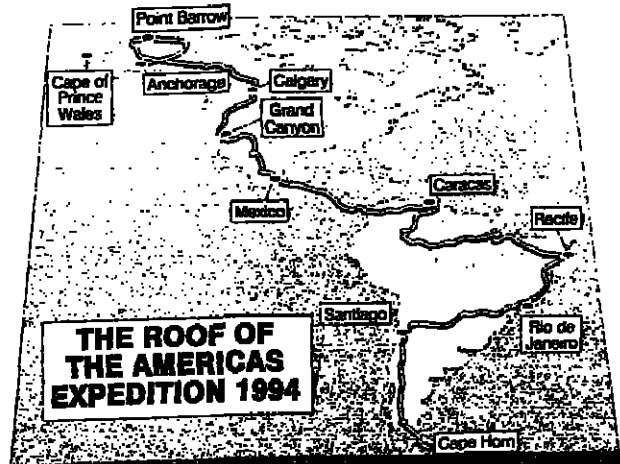 Point Barrow
Cape of
Prince
Wales
Anchorage
Calgary
Grand
Canyon
Mexico
Caracas
Recife
Santiago
Rio de
Janeiro
THE ROOF OF
THE AMERICAS
EXPEDITION 1994
Cape Horn